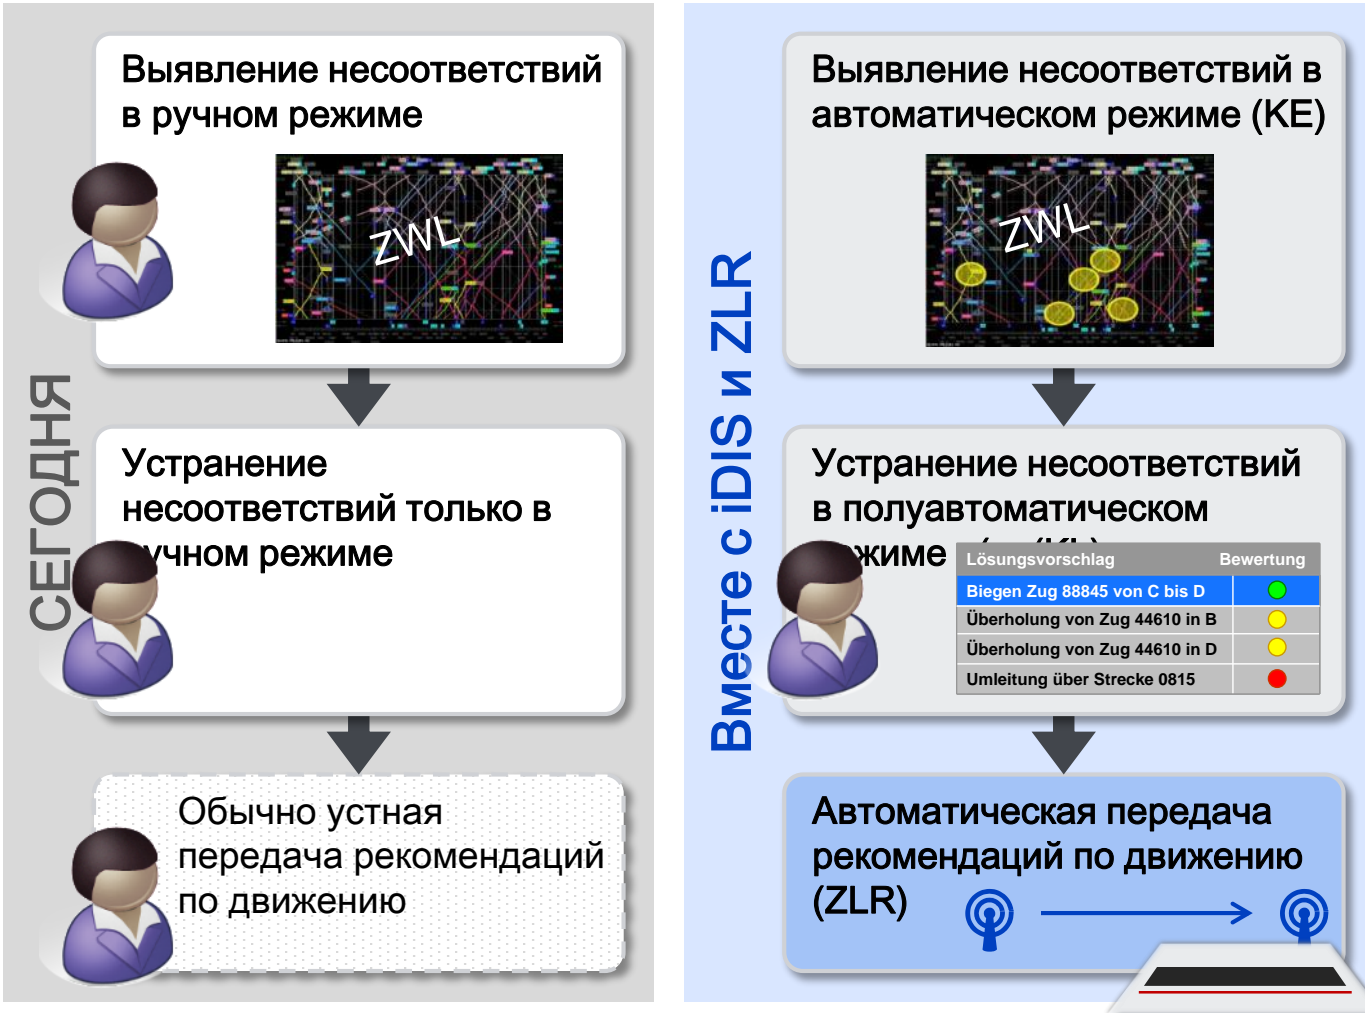 СЕГОДНЯ
Выявление несоответствий
в ручном режиме
ZWL
Устранение
несоответствий только в
ручном режиме
Обычно устная
передача рекомендаций
по движению
Вместе с iDIS и ZLR
Выявление несоответствий в
автоматическом режиме (KE)
ZWL
Устранение несоответствий
в полуавтоматическом
режиме
Lösungsvorschlag Bewertung
Biegen Zug 88845 von C bis D
Überholung von Zug 44610 in B
Überholung von Zug 44610 in D
Umleitung über Strecke 0815
Автоматическая передача
рекомендаций по движению
(ZLR)